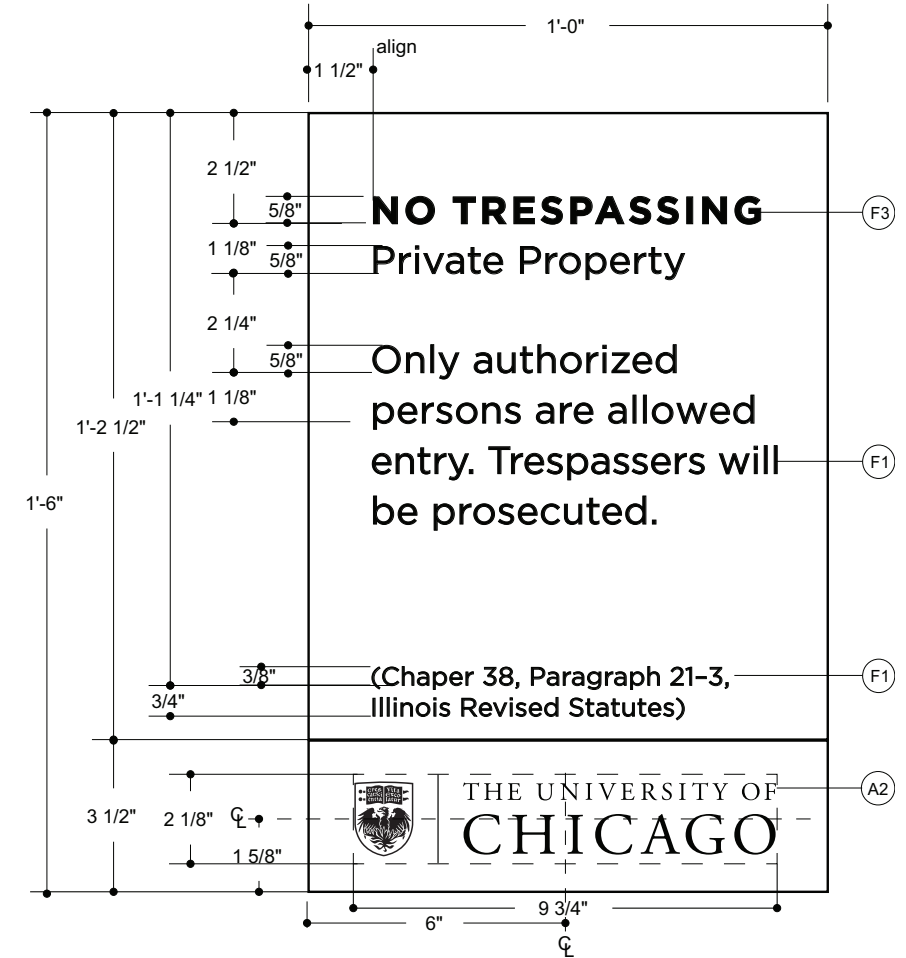 1'-0"
align
1 1/2"
2 1/2"
5/8"
NO TRESPASSING
F3
1 1/8"
5/8"
Private Property
2 1/4"
5/8"
Only authorized
1'-1 1/4"
1 1/8"
persons are allowed
1'-2 1/2"
entry. Trespassers will
F1
1'-6"
be prosecuted.
3/8"
(Chaper 38, Paragraph 21–3,
F1
3/4"
Illinois Revised Statutes)
THE UNIVERSITY OF
A2
3 1/2"
2 1/8"
CL
CHICAGO
1 5/8"
9 3/4"
6"
CL